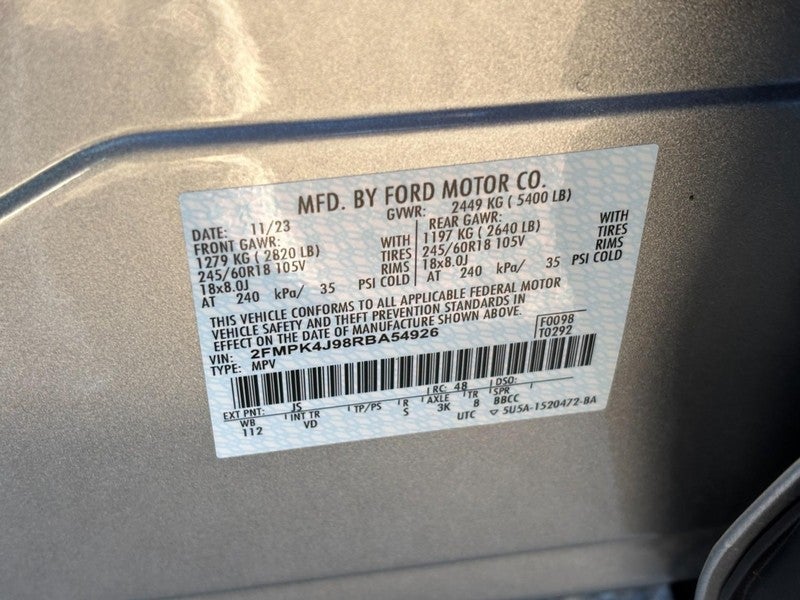 MFD. BY FORD MOTOR CO.
DATE: 11/23 GVWR: 2449 KG ( 5400 LB)
FRONT GAWR: REAR GAWR:
1279 KG ( 2820 LB) WITH 1197 KG ( 2640 LB) WITH
245/60R18 105V TIRES 245/60R18 105V TIRES
18x8.0J RIMS 18x8.0J RIMS
AT 240 kPa/ 35 PSI COLD AT 240 kPa/ 35 PSI COLD
THIS VEHICLE CONFORMS TO ALL APPLICABLE FEDERAL MOTOR
VEHICLE SAFETY AND THEFT PREVENTION STANDARDS IN
EFFECT ON THE DATE OF MANUFACTURE SHOWN ABOVE.
VIN: 2FMPK4J98RBA54926 F0098
TYPE: MPV T0292
EXT PNT: JS RC: 48 DSO:
WB INT TR TP/PS R AXLE TR SPR
112 VD S 3K 8 BBCC
UTC ▽ 5U5A-1520472-BA